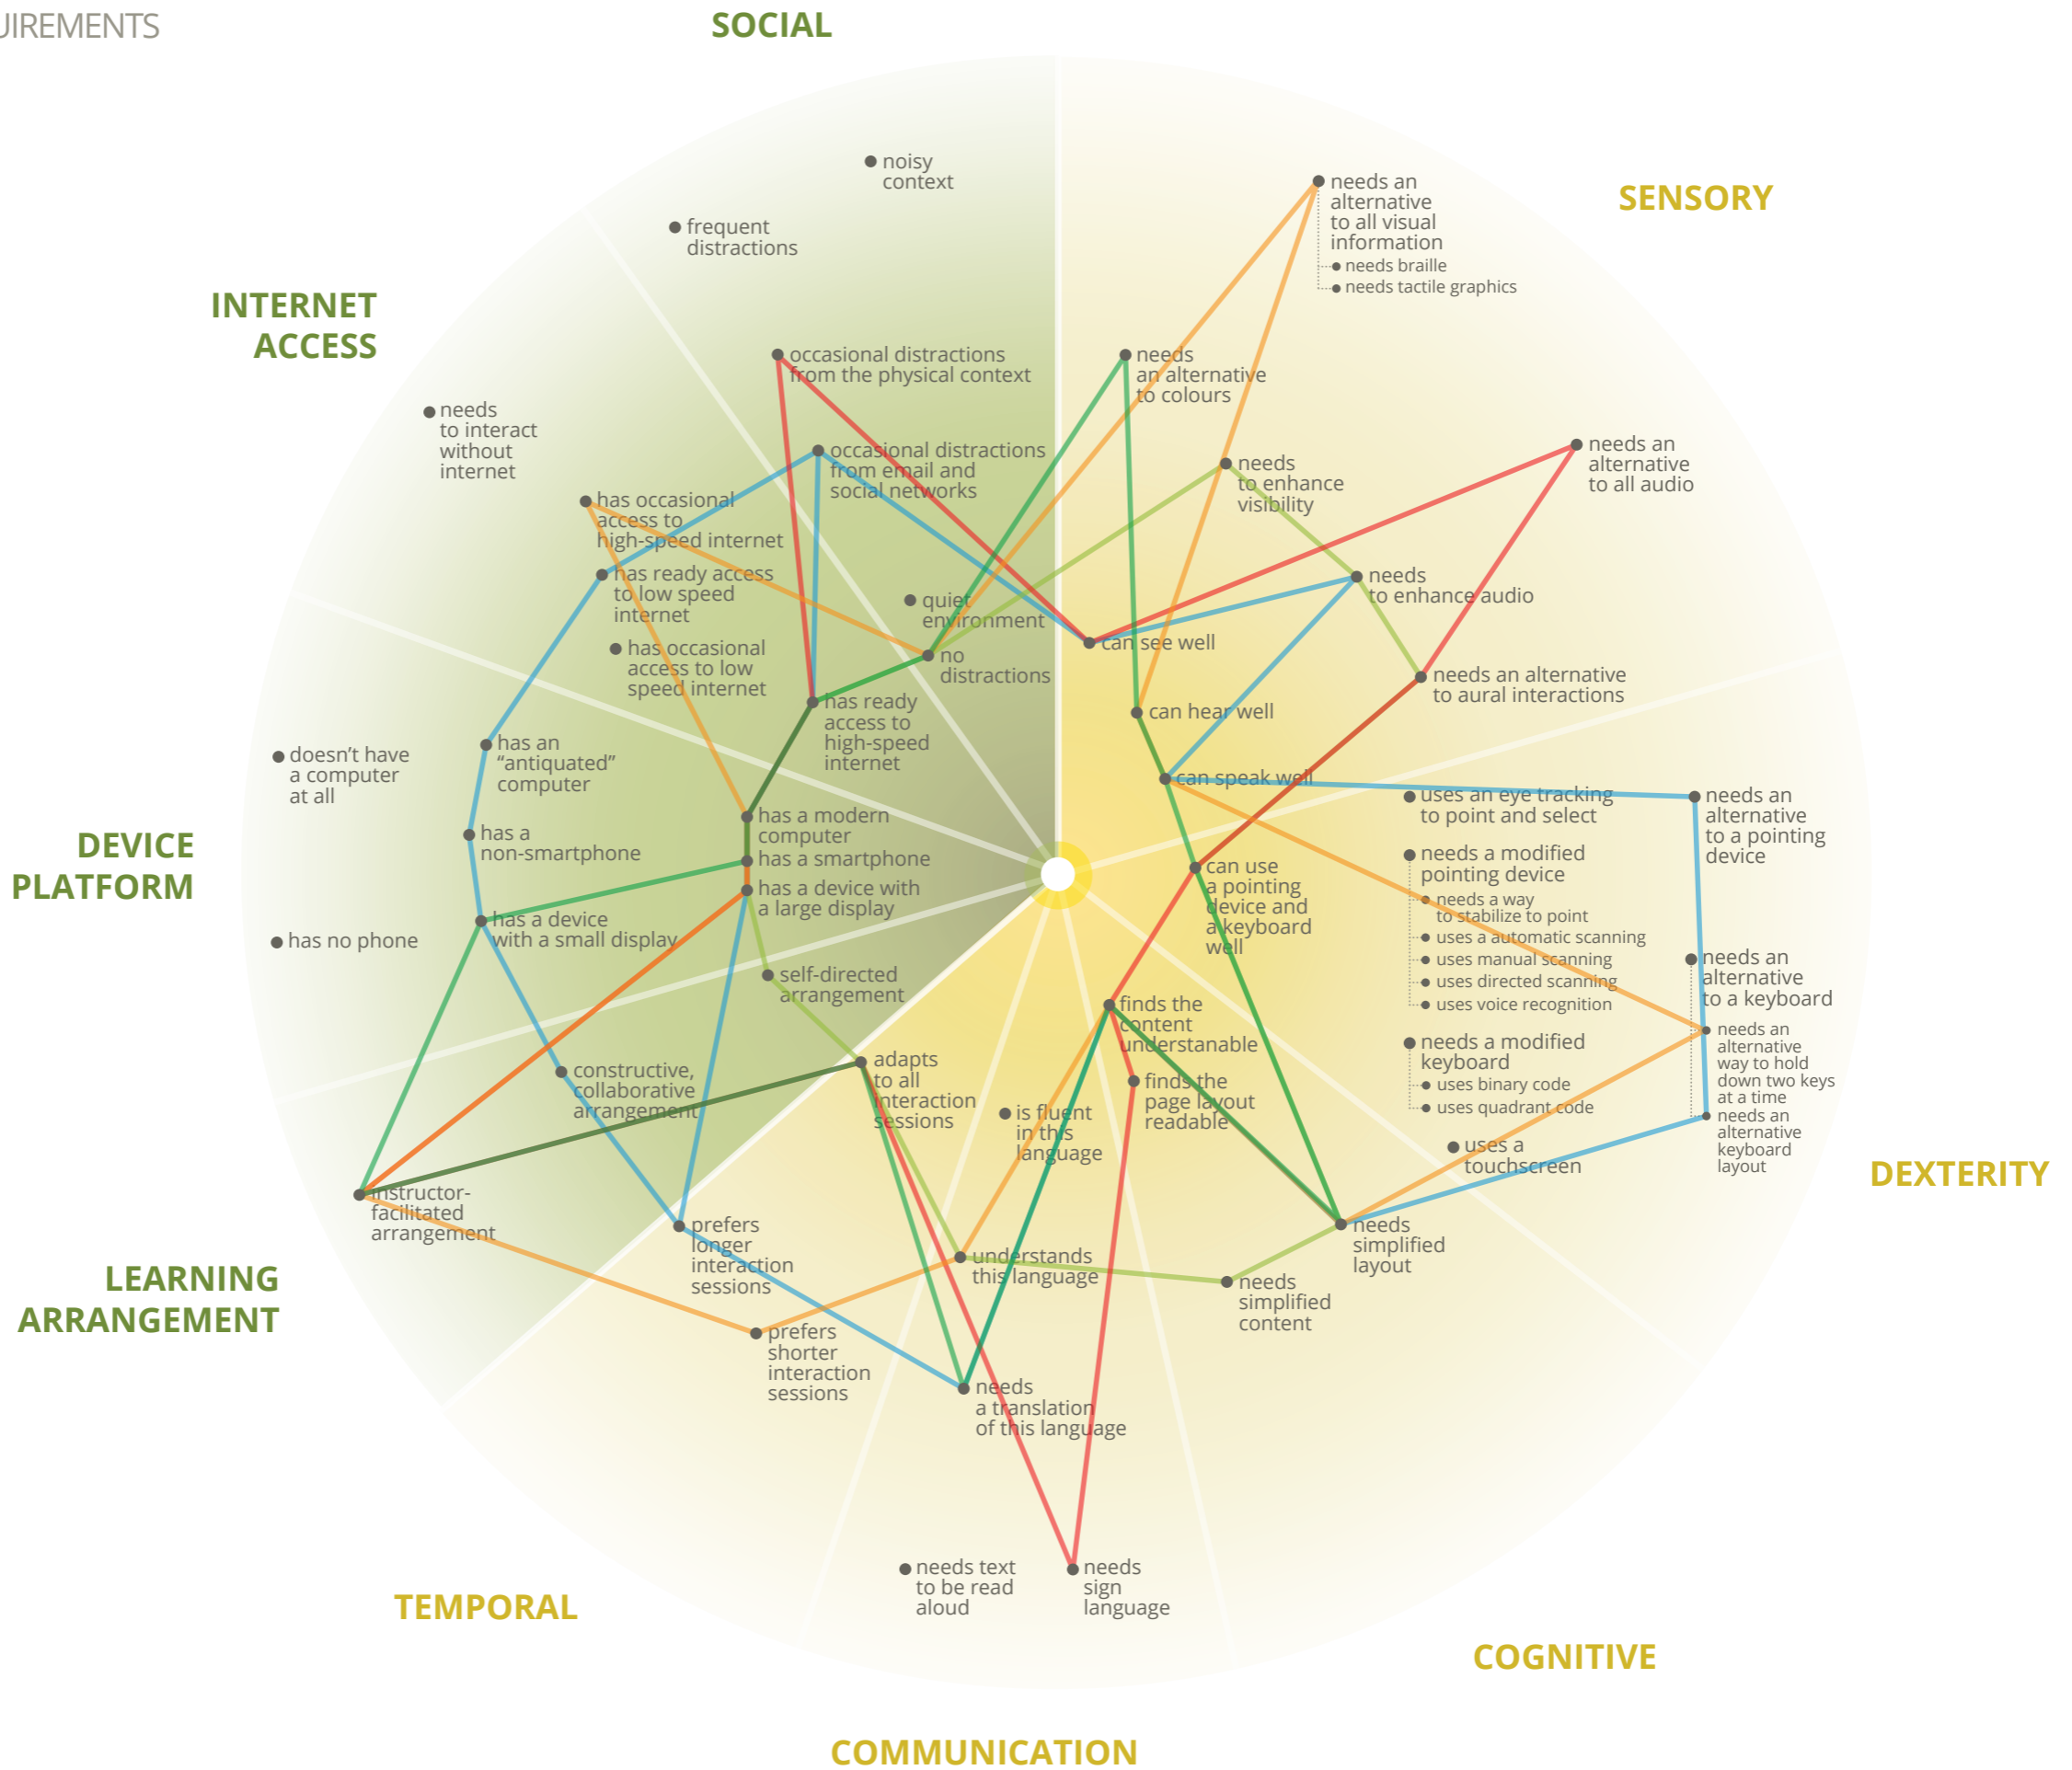 UIREMENTS
SOCIAL
SENSORY
INTERNET
ACCESS
DEVICE
PLATFORM
LEARNING
ARRANGEMENT
TEMPORAL
COMMUNICATION
COGNITIVE
DEXTERITY
noisy
context
frequent
distractions
occasional distractions
from the physical context
occasional distractions
from email and
social networks
quiet
environment
no
distractions
needs
to interact
without
internet
has occasional
access to
high-speed internet
has ready access
to low speed
internet
has occasional
access to low
speed internet
has ready
access to
high-speed
internet
doesn’t have
a computer
at all
has an
“antiquated”
computer
has a
non-smartphone
has a modern
computer
has a smartphone
has a device with
a large display
has a device
with a small display
has no phone
self-directed
arrangement
constructive,
collaborative
arrangement
instructor-
facilitated
arrangement
adapts
to all
interaction
sessions
prefers
longer
interaction
sessions
prefers
shorter
interaction
sessions
is fluent
in this
language
understands
this language
needs
a translation
of this language
needs text
to be read
aloud
needs
sign
language
finds the
content
understanable
finds the
page layout
readable
needs
simplified
layout
needs
simplified
content
needs an
alternative
to all visual
information
needs braille
needs tactile graphics
needs
an alternative
to colours
needs
to enhance
visibility
needs an
alternative
to all audio
needs
to enhance audio
can see well
needs an alternative
to aural interactions
can hear well
can speak well
can use
a pointing
device and
a keyboard
well
uses an eye tracking
to point and select
needs a modified
pointing device
needs a way
to stabilize to point
uses a automatic scanning
uses manual scanning
uses directed scanning
uses voice recognition
needs a modified
keyboard
uses binary code
uses quadrant code
uses a
touchscreen
needs an
alternative
to a pointing
device
needs an
alternative
to a keyboard
needs an
alternative
way to hold
down two keys
at a time
needs an
alternative
keyboard
layout